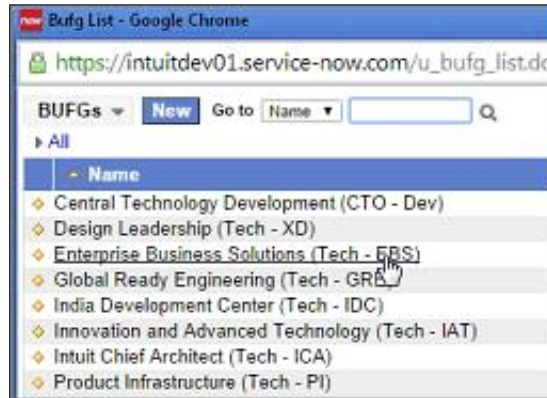 now Bufg List - Google Chrome
https://intuitdev01.service-now.com/u_bufg_list.do
BUFGs New Go to Name
All
Name
Central Technology Development (CTO - Dev)
Design Leadership (Tech - XD)
Enterprise Business Solutions (Tech - EBS)
Global Ready Engineering (Tech - GRE)
India Development Center (Tech - IDC)
Innovation and Advanced Technology (Tech - IAT)
Intuit Chief Architect (Tech - ICA)
Product Infrastructure (Tech - PI)